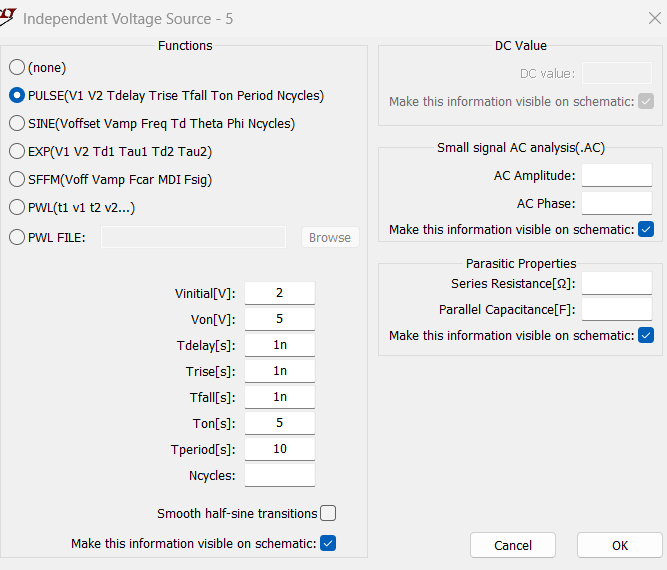 Independent Voltage Source - 5
Functions
(none)
PULSE(V1 V2 Tdelay Trise Tfall Ton Period Ncycles)
SINE(Voffset Vamp Freq Td Theta Phi Ncycles)
EXP(V1 V2 Td1 Tau1 Td2 Tau2)
SFFM(Voff Vamp Fcar MDI Fsig)
PWL(t1 v1 t2 v2...)
PWL FILE: Browse
Vinitial[V]: 2
Von[V]: 5
Tdelay[s]: 1n
Trise[s]: 1n
Tfall[s]: 1n
Ton[s]: 5
Tperiod[s]: 10
Ncycles:
Smooth half-sine transitions
Make this information visible on schematic:
DC Value
DC value:
Make this information visible on schematic:
Small signal AC analysis(.AC)
AC Amplitude:
AC Phase:
Make this information visible on schematic:
Parasitic Properties
Series Resistance[Ω]:
Parallel Capacitance[F]:
Make this information visible on schematic:
Cancel OK